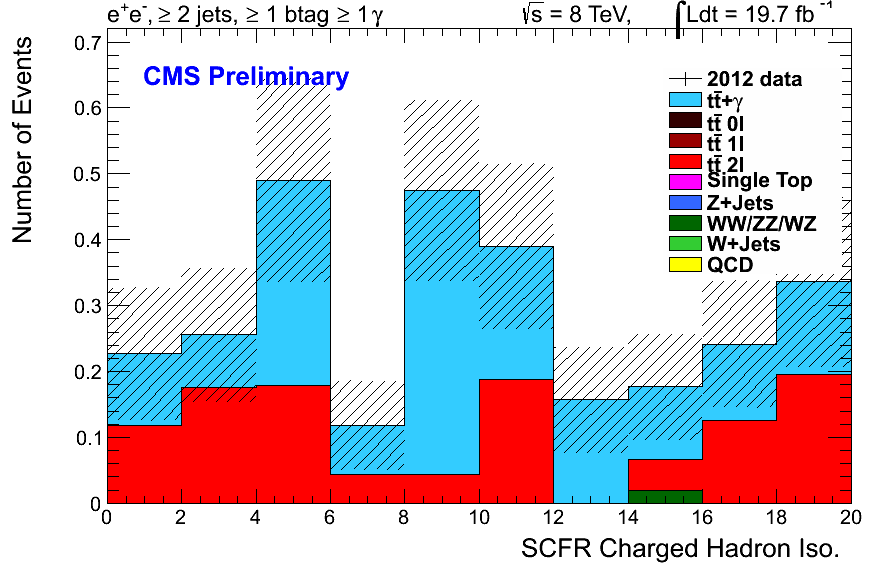 e⁺e⁻, ≥ 2 jets, ≥ 1 btag ≥ 1 γ √s = 8 TeV, ∫Ldt = 19.7 fb⁻¹
CMS Preliminary
Number of Events
0.7
0.6
0.5
0.4
0.3
0.2
0.1
0
2012 data
tt̄+γ
tt̄ 0l
tt̄ 1l
tt̄ 2l
Single Top
Z+Jets
WW/ZZ/WZ
W+Jets
QCD
0 2 4 6 8 10 12 14 16 18 20
SCFR Charged Hadron Iso.